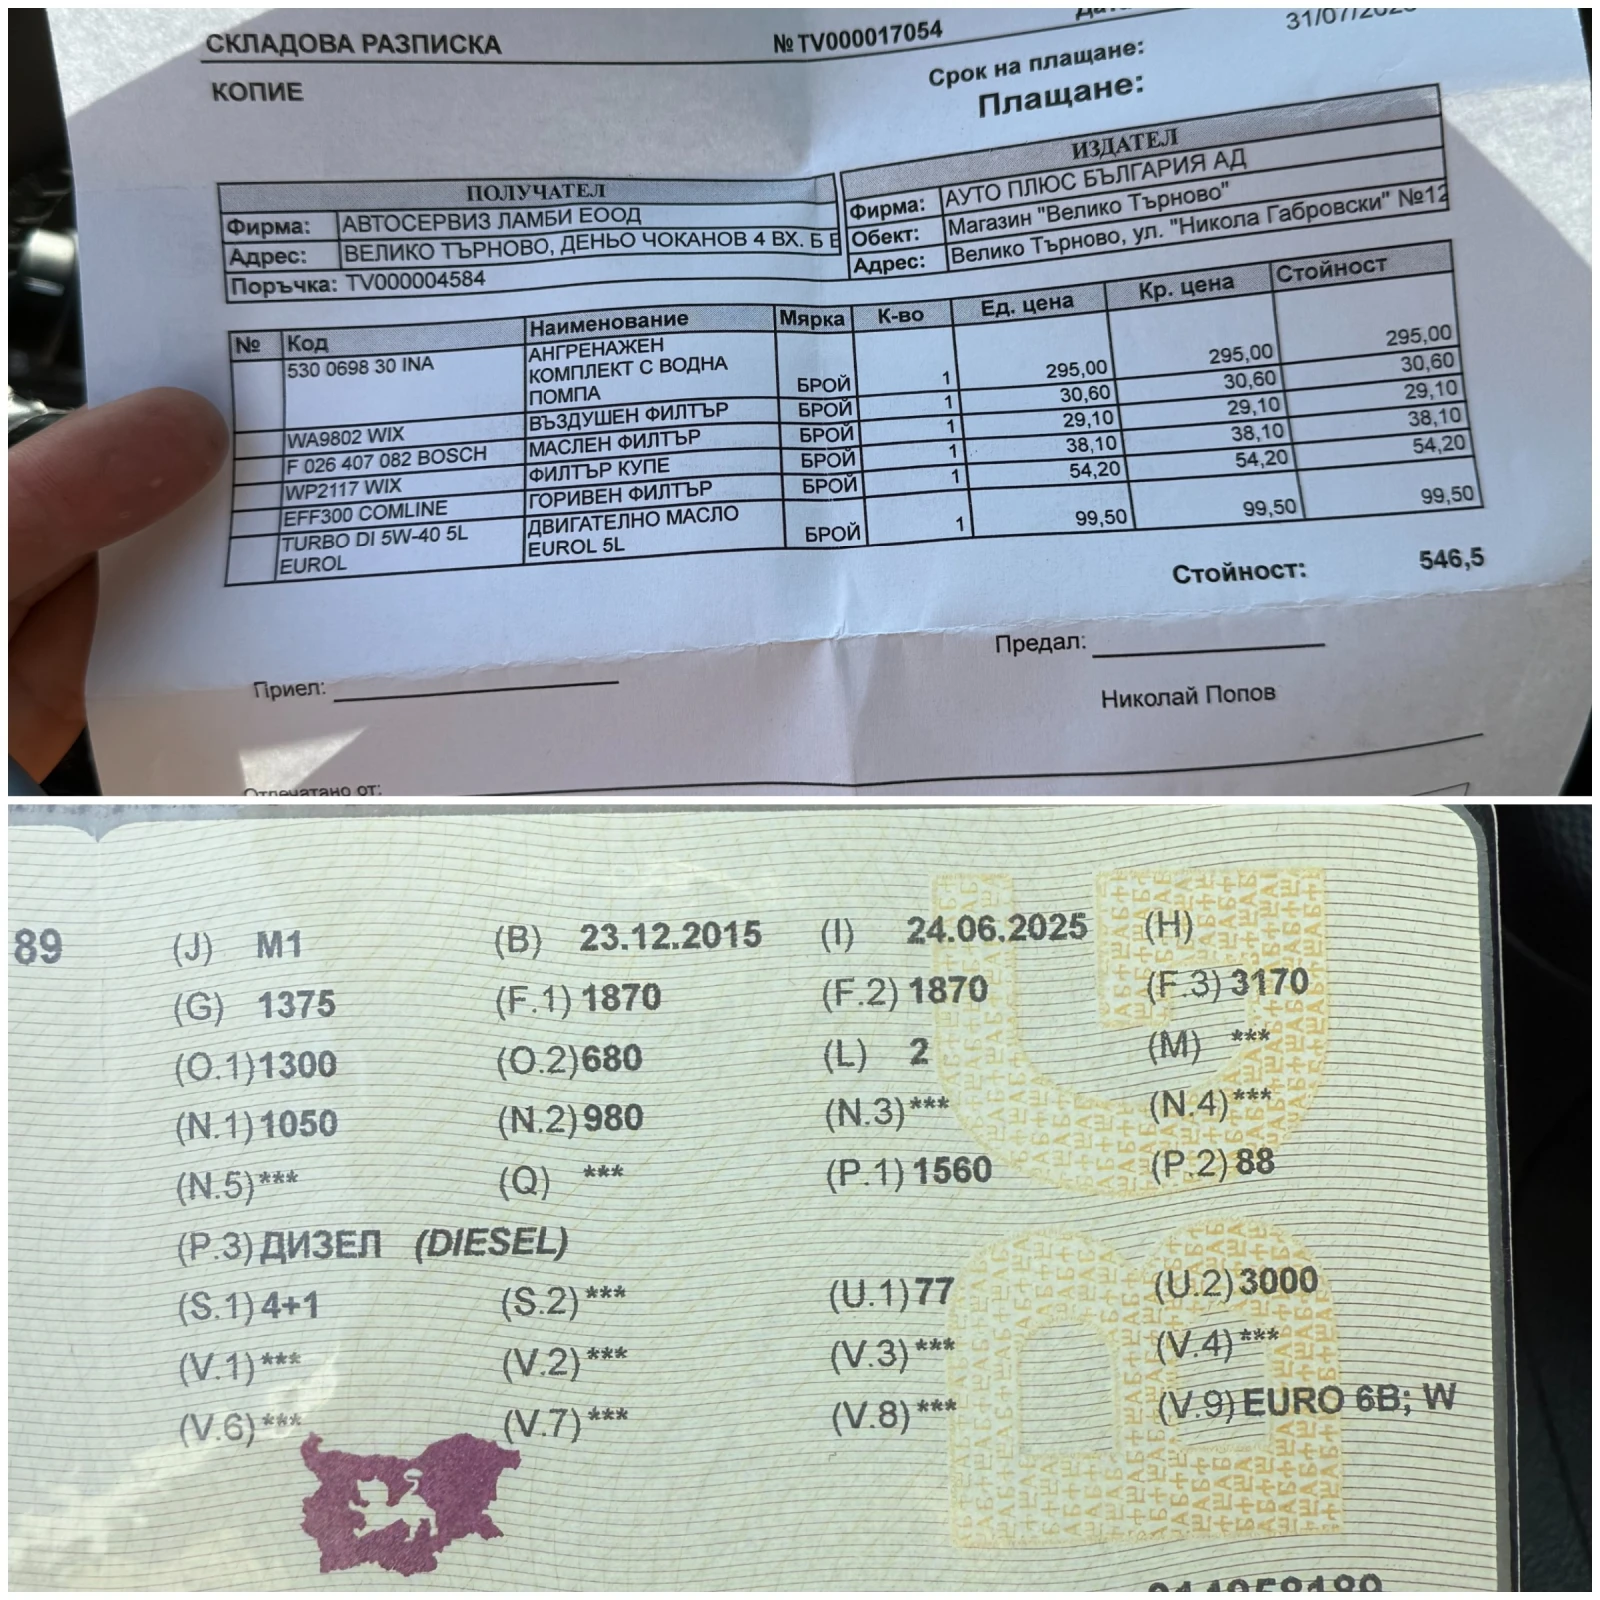 СКЛАДОВА РАЗПИСКА
№ TV000017054
КОПИЕ
Срок на плащане:
Плащане:
ПОЛУЧАТЕЛ
Фирма: АВТОСЕРВИЗ ЛАМБИ ЕООД
Адрес: ВЕЛИКО ТЪРНОВО, ДЕНЬО ЧОКАНОВ 4 ВХ. Б
Поръчка: TV000004584
ИЗДАТЕЛ
Фирма: АУТО ПЛЮС БЪЛГАРИЯ АД
Обект: Магазин "Велико Търново"
Адрес: Велико Търново, ул. "Никола Габровски" №12
№ Код Наименование Мярка К-во Ед. цена Кр. цена Стойност
530 0698 30 INA АНГРЕНАЖЕН КОМПЛЕКТ С ВОДНА ПОМПА БРОЙ 1 295,00 295,00 295,00
WA9802 WIX ВЪЗДУШЕН ФИЛТЪР БРОЙ 1 30,60 30,60 30,60
F 026 407 082 BOSCH МАСЛЕН ФИЛТЪР БРОЙ 1 29,10 29,10 29,10
WP2117 WIX ФИЛТЪР КУПЕ БРОЙ 1 38,10 38,10 38,10
EFF300 COMLINE ГОРИВЕН ФИЛТЪР БРОЙ 1 54,20 54,20 54,20
TURBO DI 5W-40 5L EUROL ДВИГАТЕЛНО МАСЛО EUROL 5L БРОЙ 1 99,50 99,50 99,50
Стойност: 546,5
Приел:
Предал:
Николай Попов
Отпечатано от:
89 (J) M1 (B) 23.12.2015 (I) 24.06.2025 (H)
(G) 1375 (F.1) 1870 (F.2) 1870 (F.3) 3170
(O.1) 1300 (O.2) 680 (L) 2 (M) ***
(N.1) 1050 (N.2) 980 (N.3) *** (N.4) ***
(N.5) *** (Q) *** (P.1) 1560 (P.2) 88
(P.3) ДИЗЕЛ (DIESEL)
(S.1) 4+1 (S.2) *** (U.1) 77 (U.2) 3000
(V.1) *** (V.2) *** (V.3) *** (V.4) ***
(V.6) *** (V.7) *** (V.8) *** (V.9) EURO 6B; W